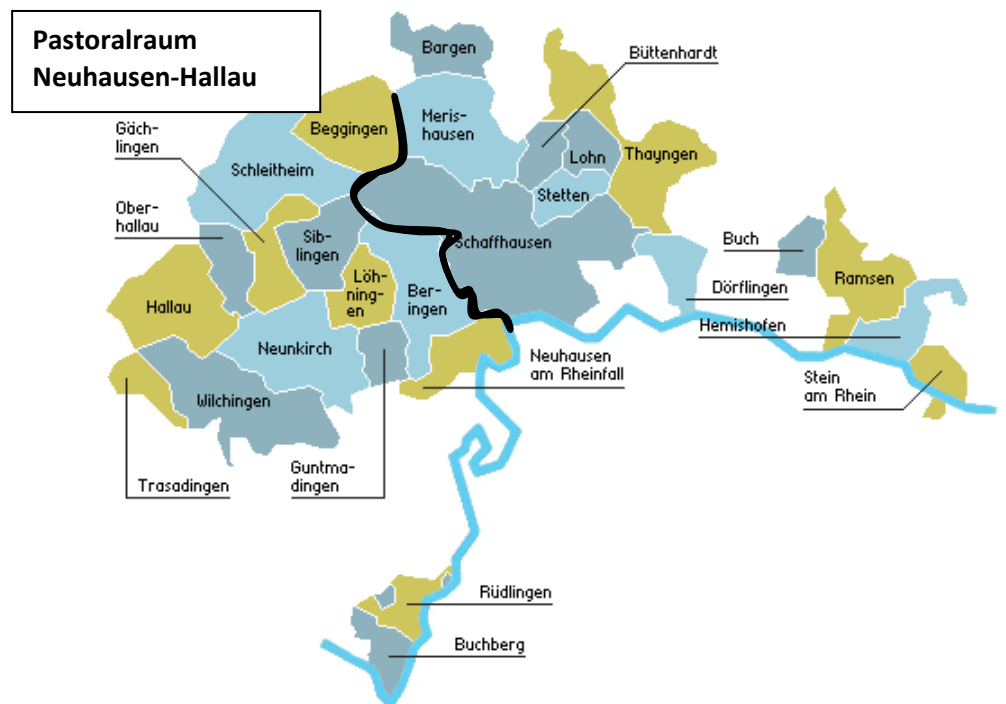 Pastoralraum
Neuhausen-Hallau
Bargen
Büttenhardt
Gäch-
lingen
Beggingen
Meris-
hausen
Lohn
Thayngen
Schleitheim
Stetten
Ober-
hallau
Sib-
lingen
Schaffhausen
Buch
Löh-
ning-
en
Ramsen
Hallau
Ber-
ingen
Dörflingen
Hemishofen
Neunkirch
Neuhausen
am Rheinfall
Stein
am Rhein
Wilchingen
Trasadingen
Guntma-
dingen
Rüdlingen
Buchberg